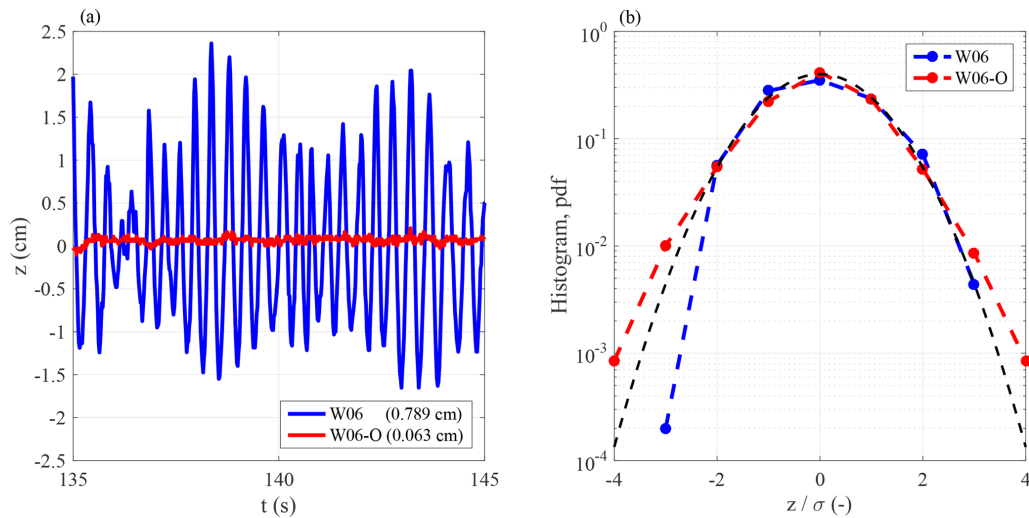 (a)
2.5
2
1.5
1
0.5
0
-0.5
-1
-1.5
-2
-2.5
z (cm)
W06 (0.789 cm)
W06-O (0.063 cm)
135
140
145
t (s)
(b)
10^0
10^-1
10^-2
10^-3
10^-4
Histogram, pdf
W06
W06-O
-4
-2
0
2
4
z / σ (-)